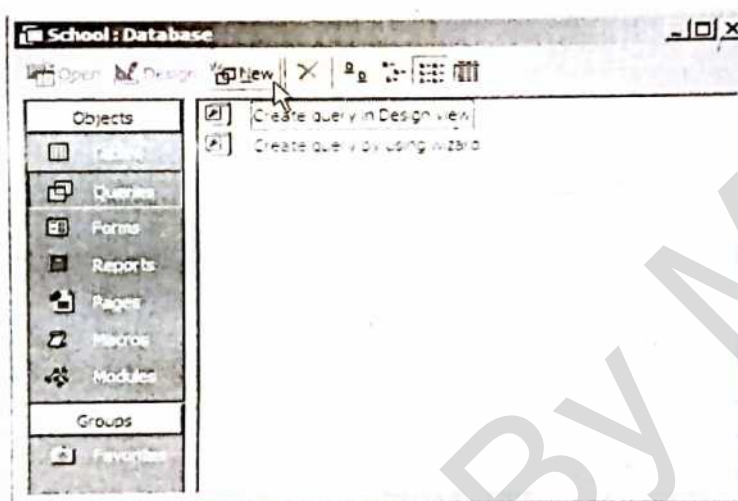 School : Database
Open Design New
Objects
Create query in Design view
Create query by using wizard
Queries
Forms
Reports
Pages
Macros
Modules
Groups
Favorites
By M